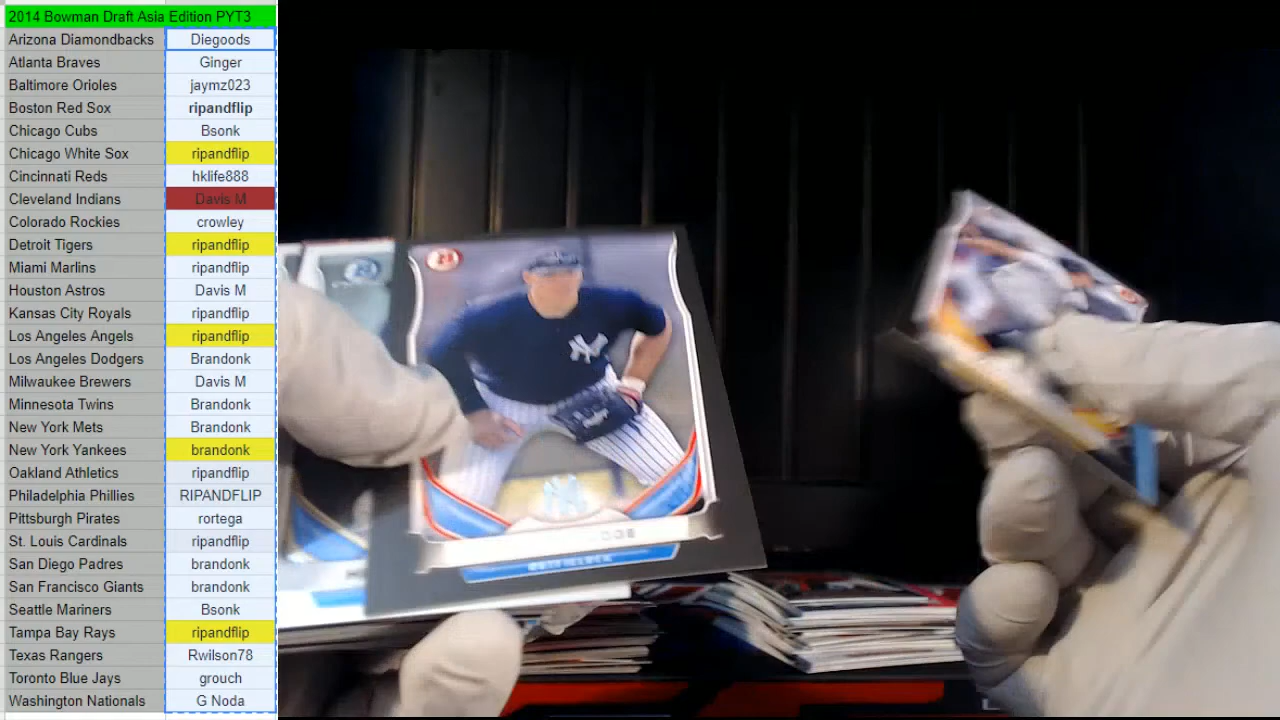 2014 Bowman Draft Asia Edition PYT3
Arizona Diamondbacks Diegoods
Atlanta Braves Ginger
Baltimore Orioles jaymz023
Boston Red Sox ripandflip
Chicago Cubs Bsonk
Chicago White Sox ripandflip
Cincinnati Reds hklife888
Cleveland Indians Davis M
Colorado Rockies crowley
Detroit Tigers ripandflip
Miami Marlins ripandflip
Houston Astros Davis M
Kansas City Royals ripandflip
Los Angeles Angels ripandflip
Los Angeles Dodgers Brandonk
Milwaukee Brewers Davis M
Minnesota Twins Brandonk
New York Mets Brandonk
New York Yankees brandonk
Oakland Athletics ripandflip
Philadelphia Phillies RIPANDFLIP
Pittsburgh Pirates rortega
St. Louis Cardinals ripandflip
San Diego Padres brandonk
San Francisco Giants brandonk
Seattle Mariners Bsonk
Tampa Bay Rays ripandflip
Texas Rangers Rwilson78
Toronto Blue Jays grouch
Washington Nationals G Noda
NY